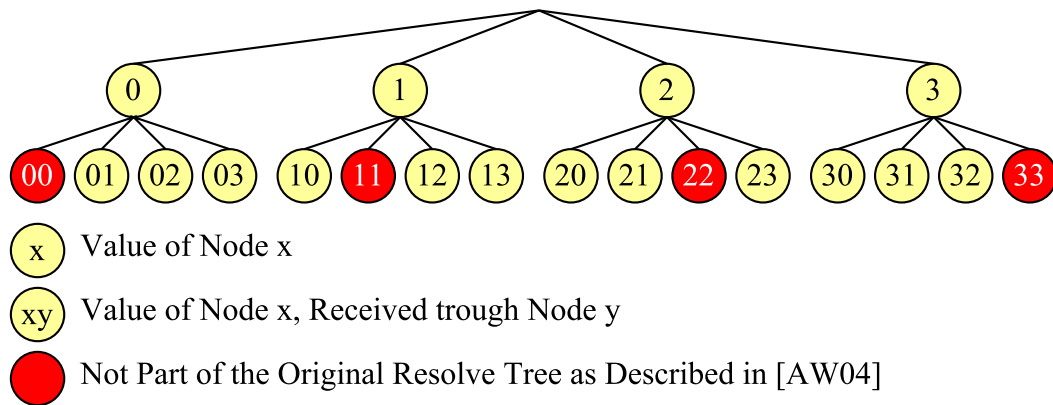 0 1 2 3
00 01 02 03 10 11 12 13 20 21 22 23 30 31 32 33
x Value of Node x
xy Value of Node x, Received trough Node y
Not Part of the Original Resolve Tree as Described in [AW04]